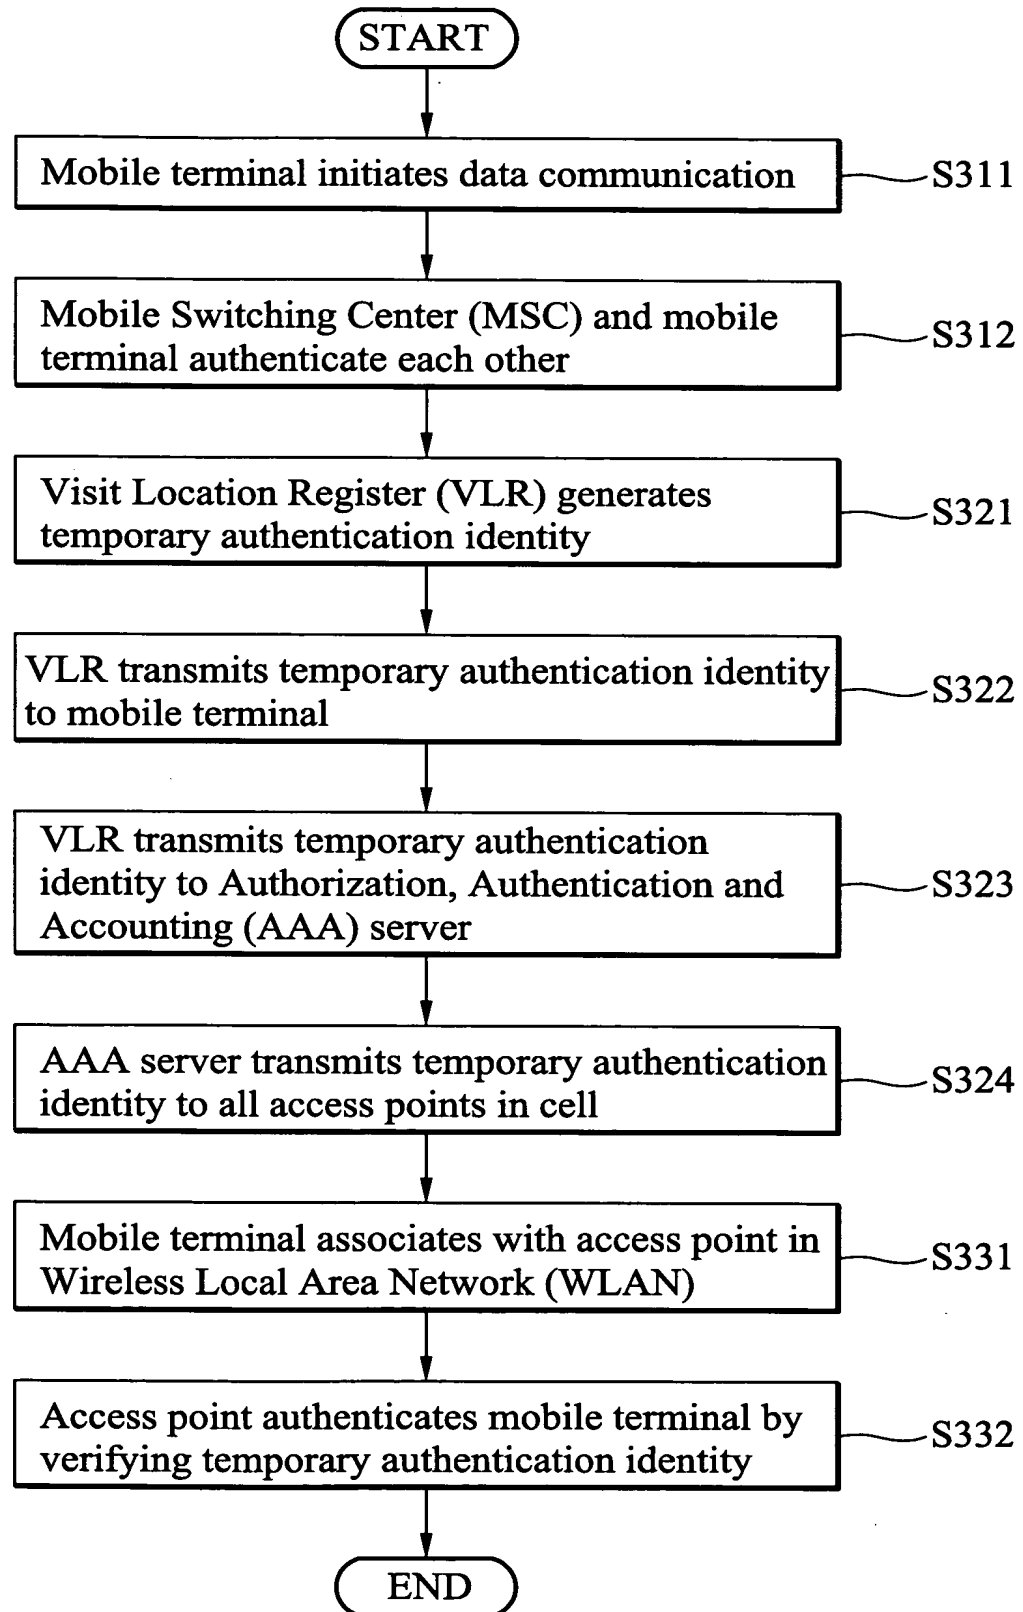 START
Mobile terminal initiates data communication
S311
Mobile Switching Center (MSC) and mobile
terminal authenticate each other
S312
Visit Location Register (VLR) generates
temporary authentication identity
S321
VLR transmits temporary authentication identity
to mobile terminal
S322
VLR transmits temporary authentication
identity to Authorization, Authentication and
Accounting (AAA) server
S323
AAA server transmits temporary authentication
identity to all access points in cell
S324
Mobile terminal associates with access point in
Wireless Local Area Network (WLAN)
S331
Access point authenticates mobile terminal by
verifying temporary authentication identity
S332
END